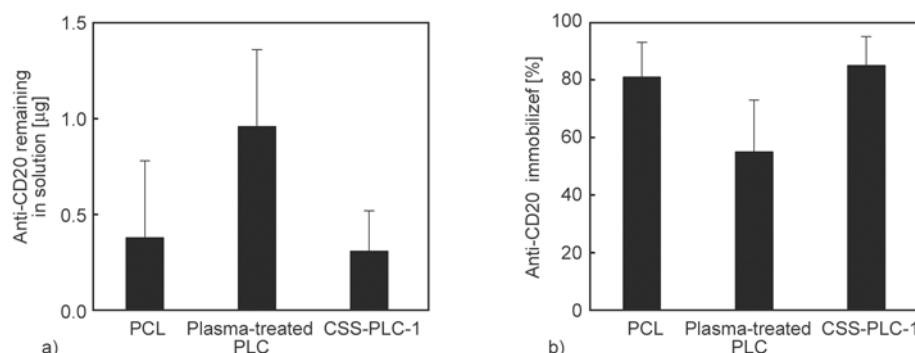 Anti-CD20 remaining
in solution [µg]
1.5
1.0
0.5
0.0
PCL
Plasma-treated
PLC
CSS-PLC-1
a)
Anti-CD20 immobilizef [%]
100
80
60
40
20
0
PCL
Plasma-treated
PLC
CSS-PLC-1
b)